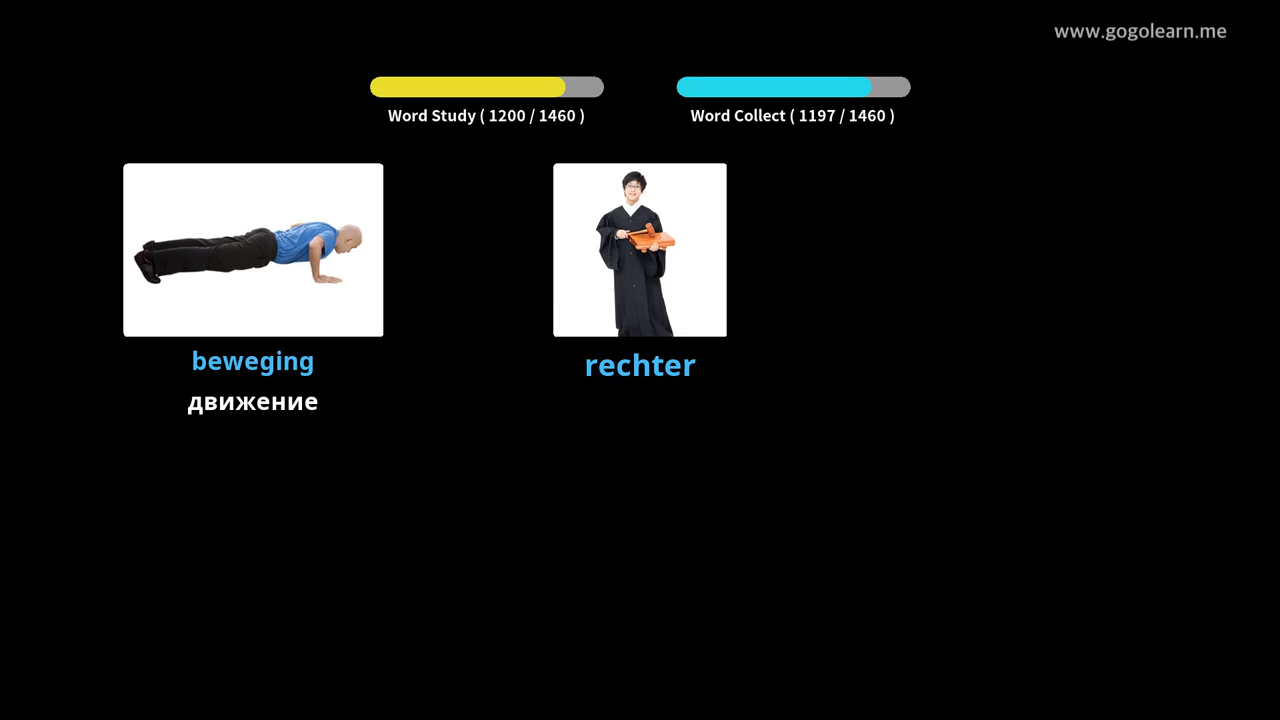 www.gogolearn.me
Word Study ( 1200 / 1460 )
Word Collect ( 1197 / 1460 )
beweging
rechter
движение